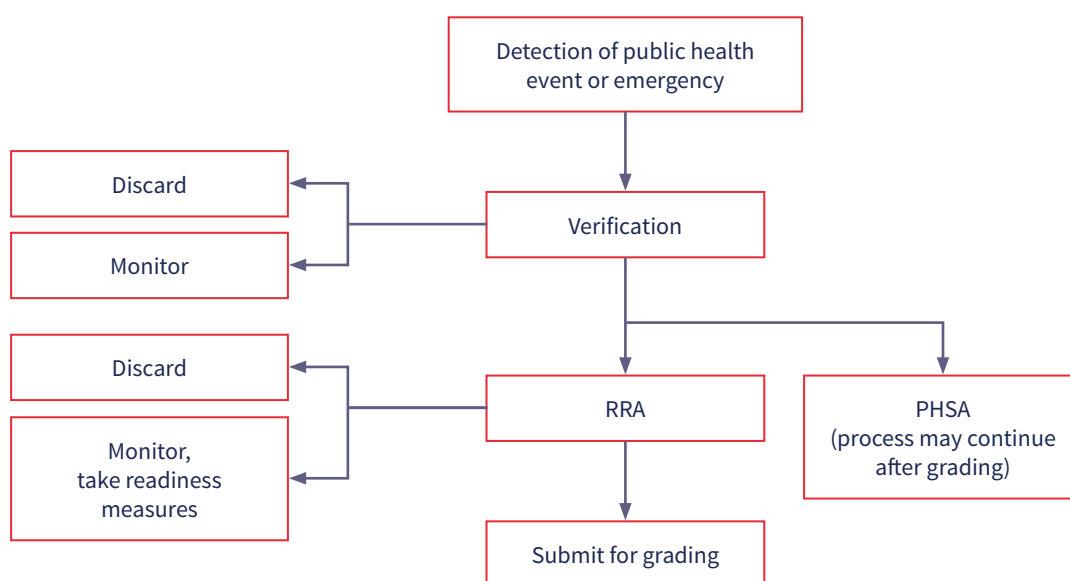 Detection of public health
event or emergency
Discard
Verification
Monitor
Discard
RRA
PHSA
(process may continue
after grading)
Monitor,
take readiness
measures
Submit for grading